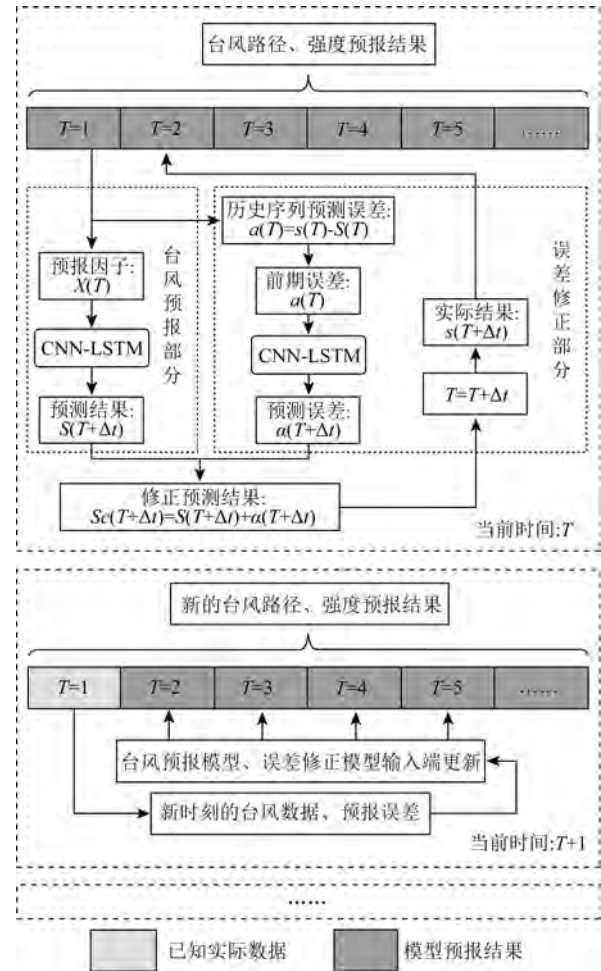 台风路径、强度预报结果
T=1 T=2 T=3 T=4 T=5 ……
历史序列预测误差:
a(T)=s(T)-S(T)
预报因子:
X(T)
台风预报部分
前期误差:
a(T)
误差修正部分
实际结果:
s(T+Δt)
CNN-LSTM
CNN-LSTM
T=T+Δt
预测结果:
S(T+Δt)
预测误差:
α(T+Δt)
修正预测结果:
Sc(T+Δt)=S(T+Δt)+α(T+Δt)
当前时间:T
新的台风路径、强度预报结果
T=1 T=2 T=3 T=4 T=5 ……
台风预报模型、误差修正模型输入端更新
新时刻的台风数据、预报误差
当前时间:T+1
……
已知实际数据 模型预报结果